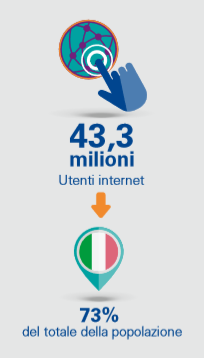 43,3
milioni
Utenti internet
73%
del totale della popolazione